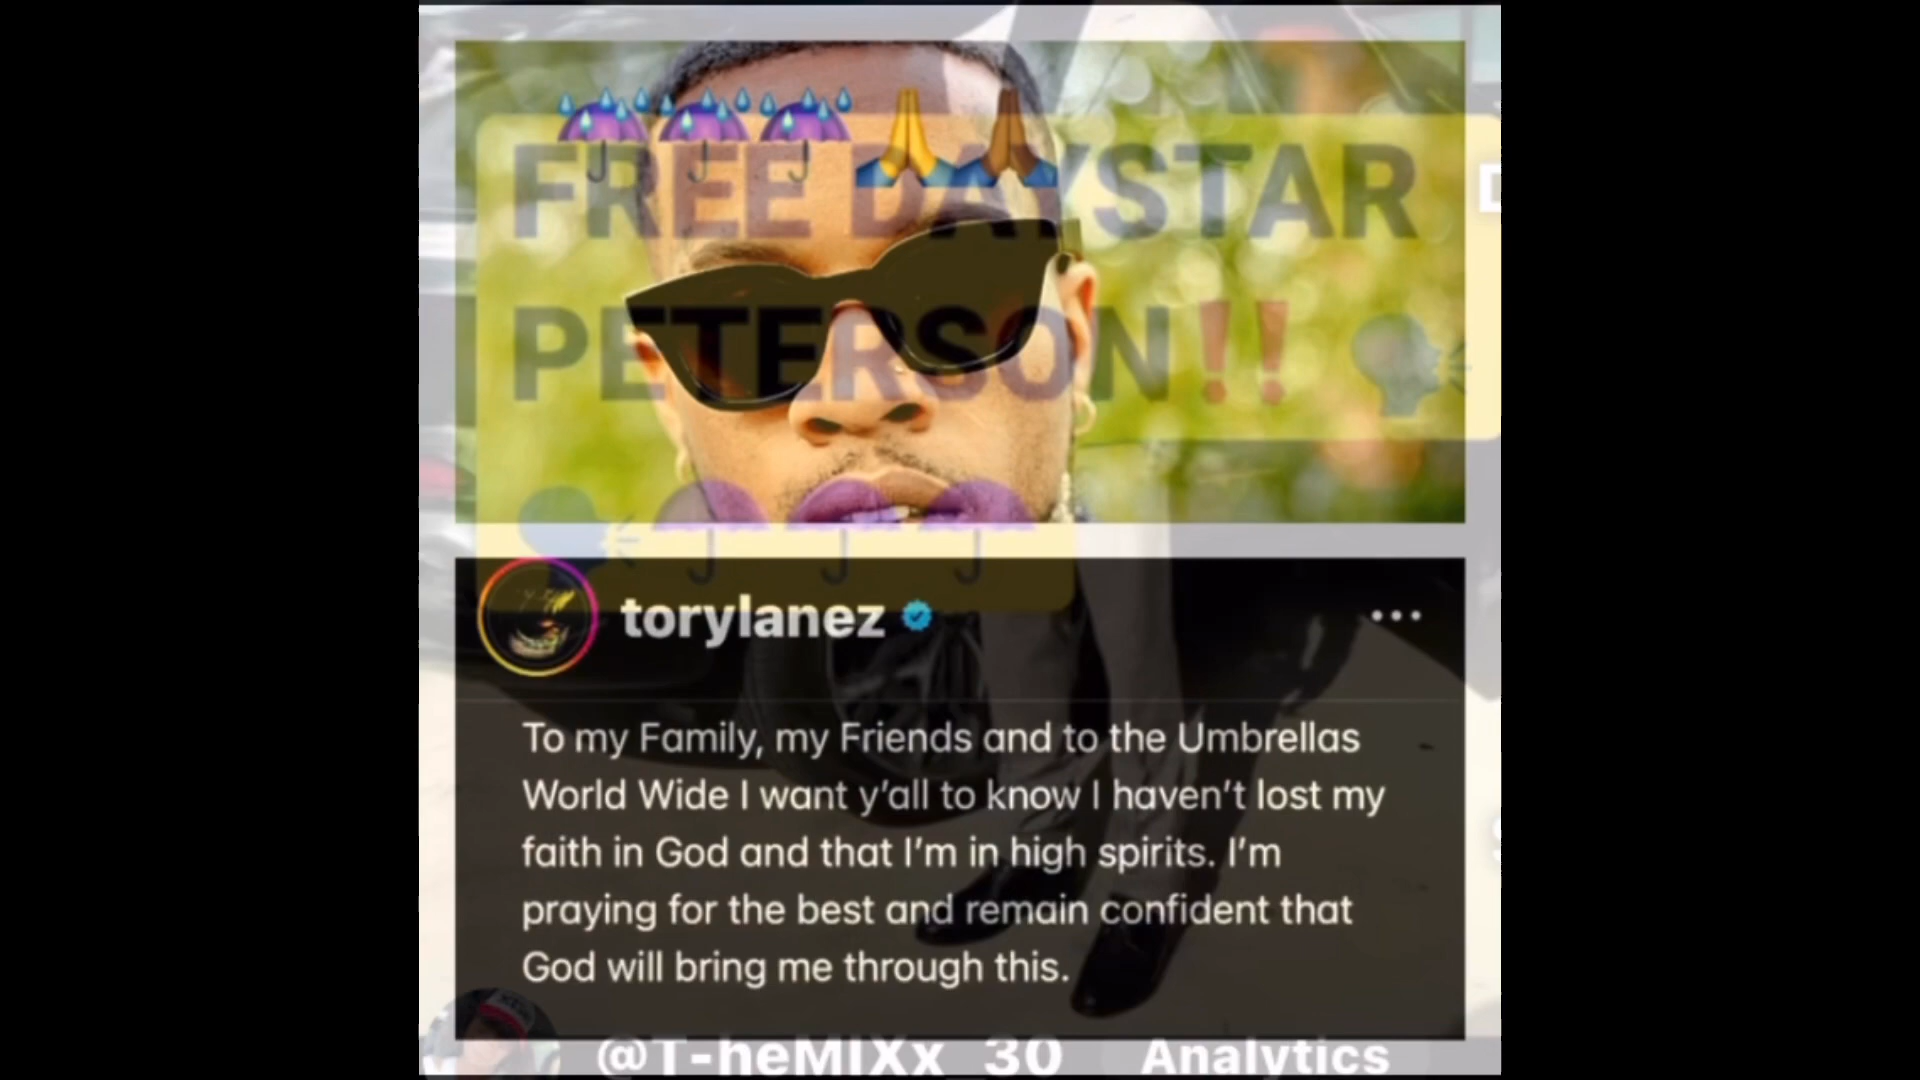 FREE DAYSTAR
PETERSON‼️
torylanez
To my Family, my Friends and to the Umbrellas
World Wide I want y’all to know I haven’t lost my
faith in God and that I’m in high spirits. I’m
praying for the best and remain confident that
God will bring me through this.
@T-heMIXx_30 Analytics